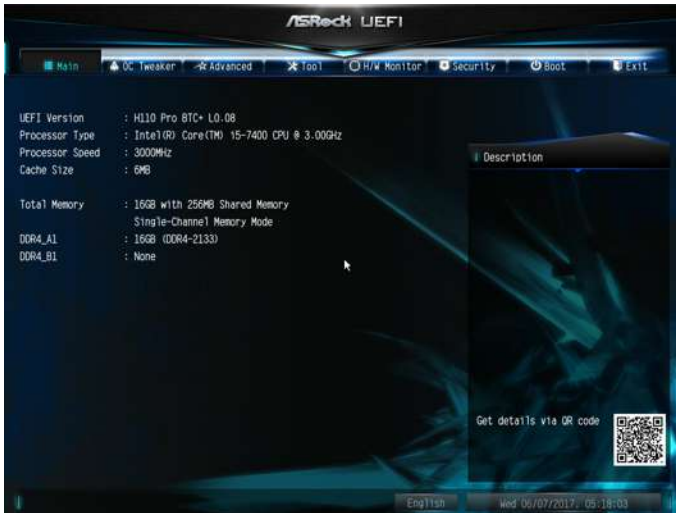 ASRock UEFI
Main OC Tweaker Advanced Tool H/W Monitor Security Boot Exit
UEFI Version : H110 Pro BTC+ L0.08
Processor Type : Intel(R) Core(TM) i5-7400 CPU @ 3.00GHz
Processor Speed : 3000MHz
Cache Size : 6MB
Total Memory : 16GB with 256MB Shared Memory
Single-Channel Memory Mode
DDR4_A1 : 16GB (DDR4-2133)
DDR4_B1 : None
Description
Get details via QR code
English Wed 06/07/2017, 05:18:03